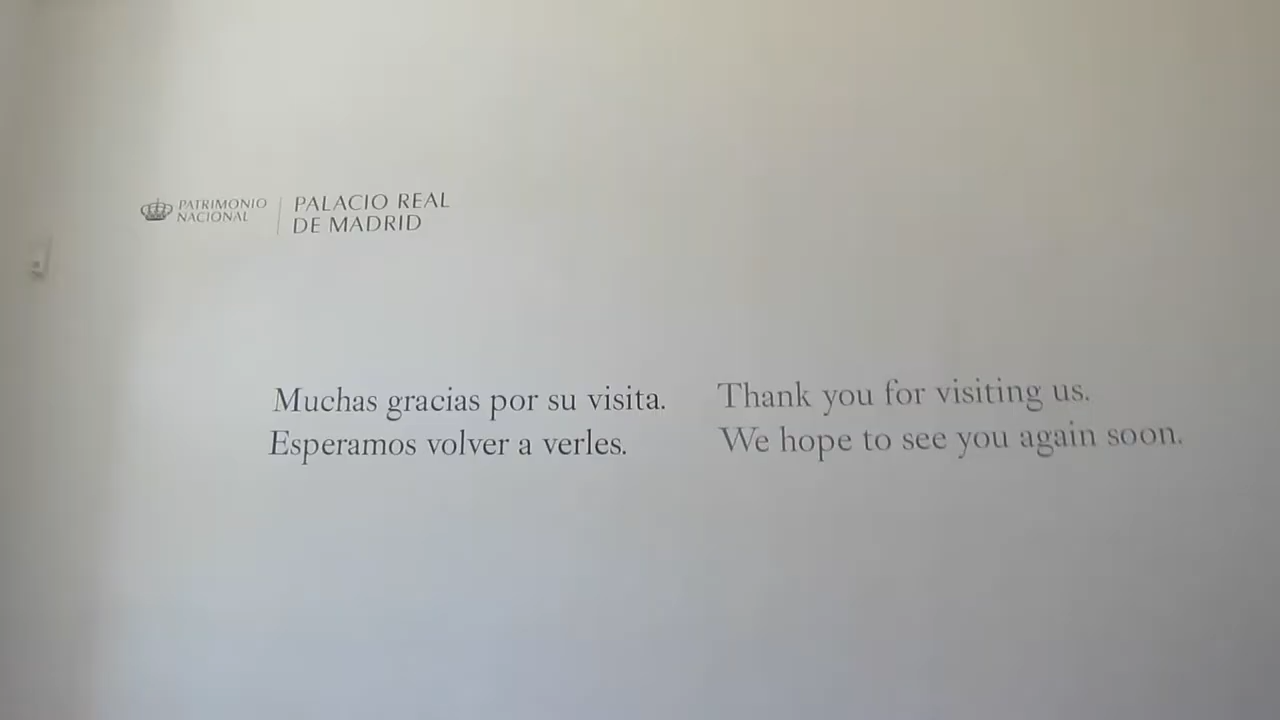 PATRIMONIO
NACIONAL
PALACIO REAL
DE MADRID
Muchas gracias por su visita.
Esperamos volver a verles.
Thank you for visiting us.
We hope to see you again soon.